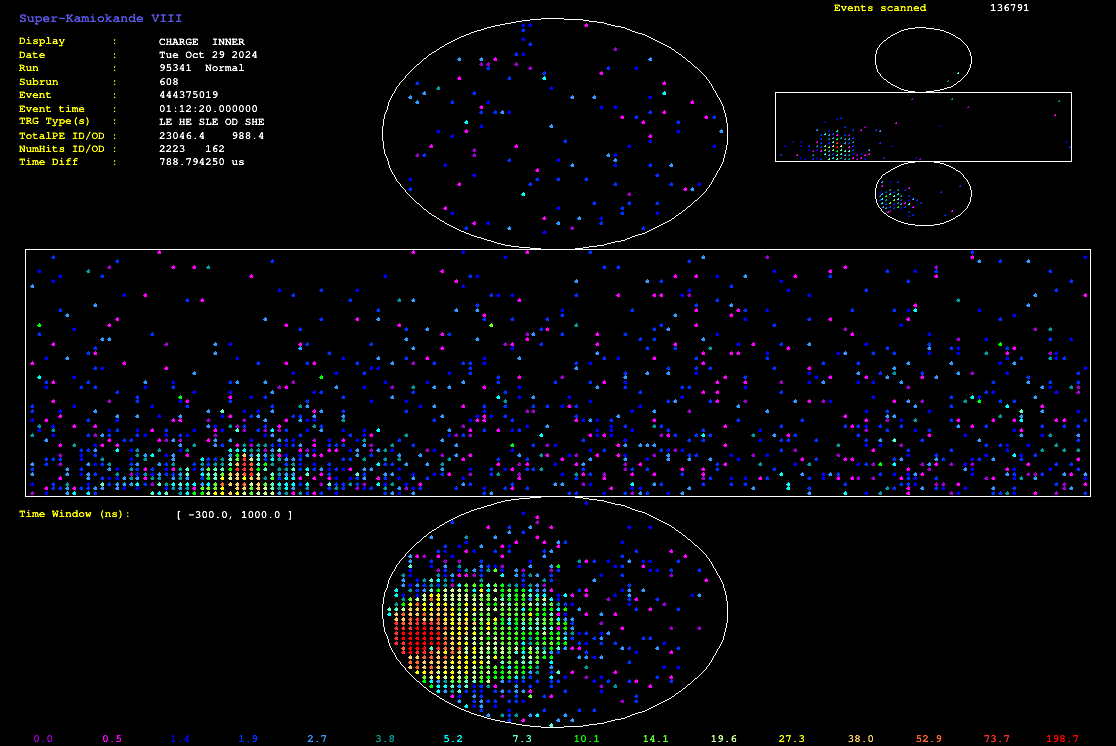 Super-Kamiokande VIII
Events scanned 136791
Display : CHARGE INNER
Date : Tue Oct 29 2024
Run : 95341 Normal
Subrun : 608
Event : 444375019
Event time : 01:12:20.000000
TRG Type(s) : LE HE SLE OD SHE
TotalPE ID/OD : 23046.4 988.4
NumHits ID/OD : 2223 162
Time Diff : 788.794250 us
Time Window (ns): [ -300.0, 1000.0 ]
0.0 0.5 1.4 1.9 2.7 3.8 5.2 7.3 10.1 14.1 19.6 27.3 38.0 52.9 73.7 198.7